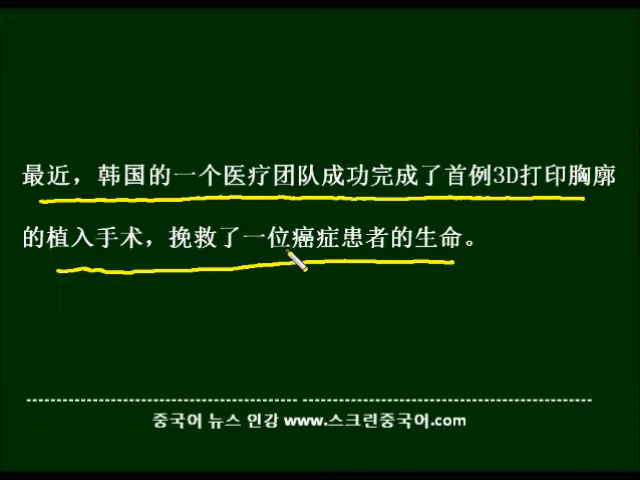 最近，韩国的一个医疗团队成功完成了首例3D打印胸廓
的植入手术，挽救了一位癌症患者的生命。
중국어 뉴스 인강 www.스크린중국어.com